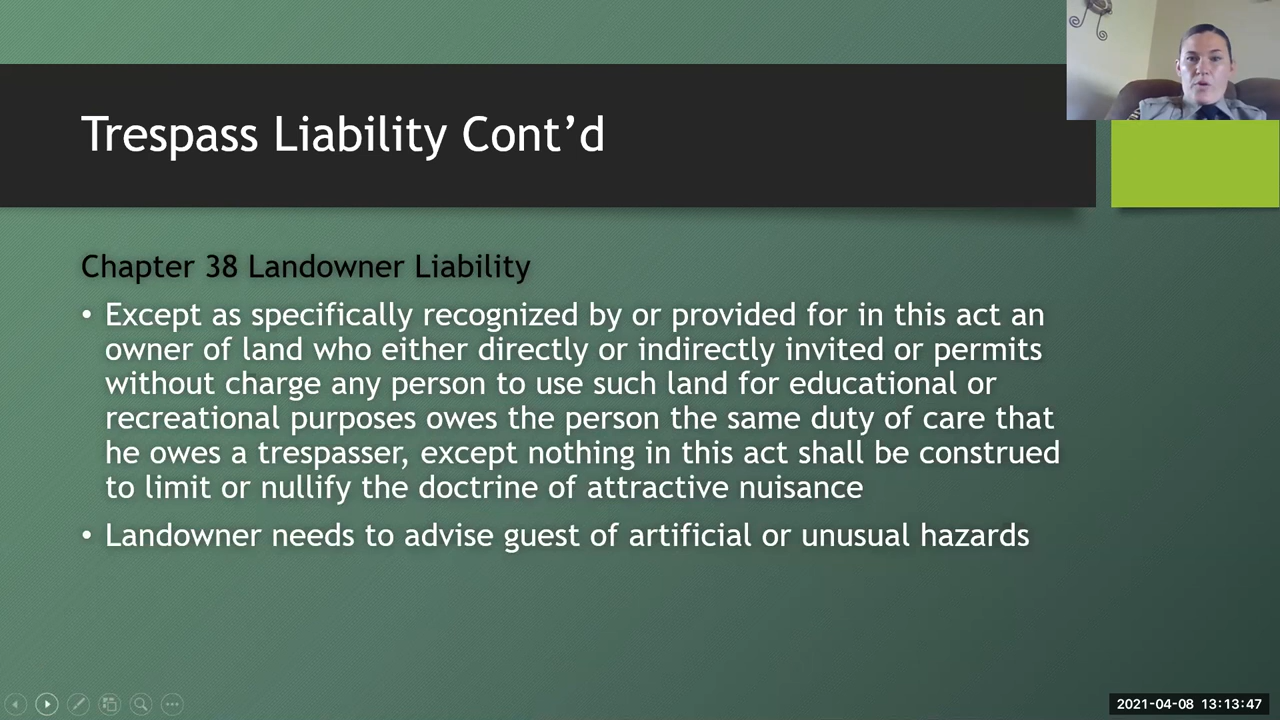 Trespass Liability Cont’d
Chapter 38 Landowner Liability
• Except as specifically recognized by or provided for in this act an
owner of land who either directly or indirectly invited or permits
without charge any person to use such land for educational or
recreational purposes owes the person the same duty of care that
he owes a trespasser, except nothing in this act shall be construed
to limit or nullify the doctrine of attractive nuisance
• Landowner needs to advise guest of artificial or unusual hazards
2021-04-08 13:13:47